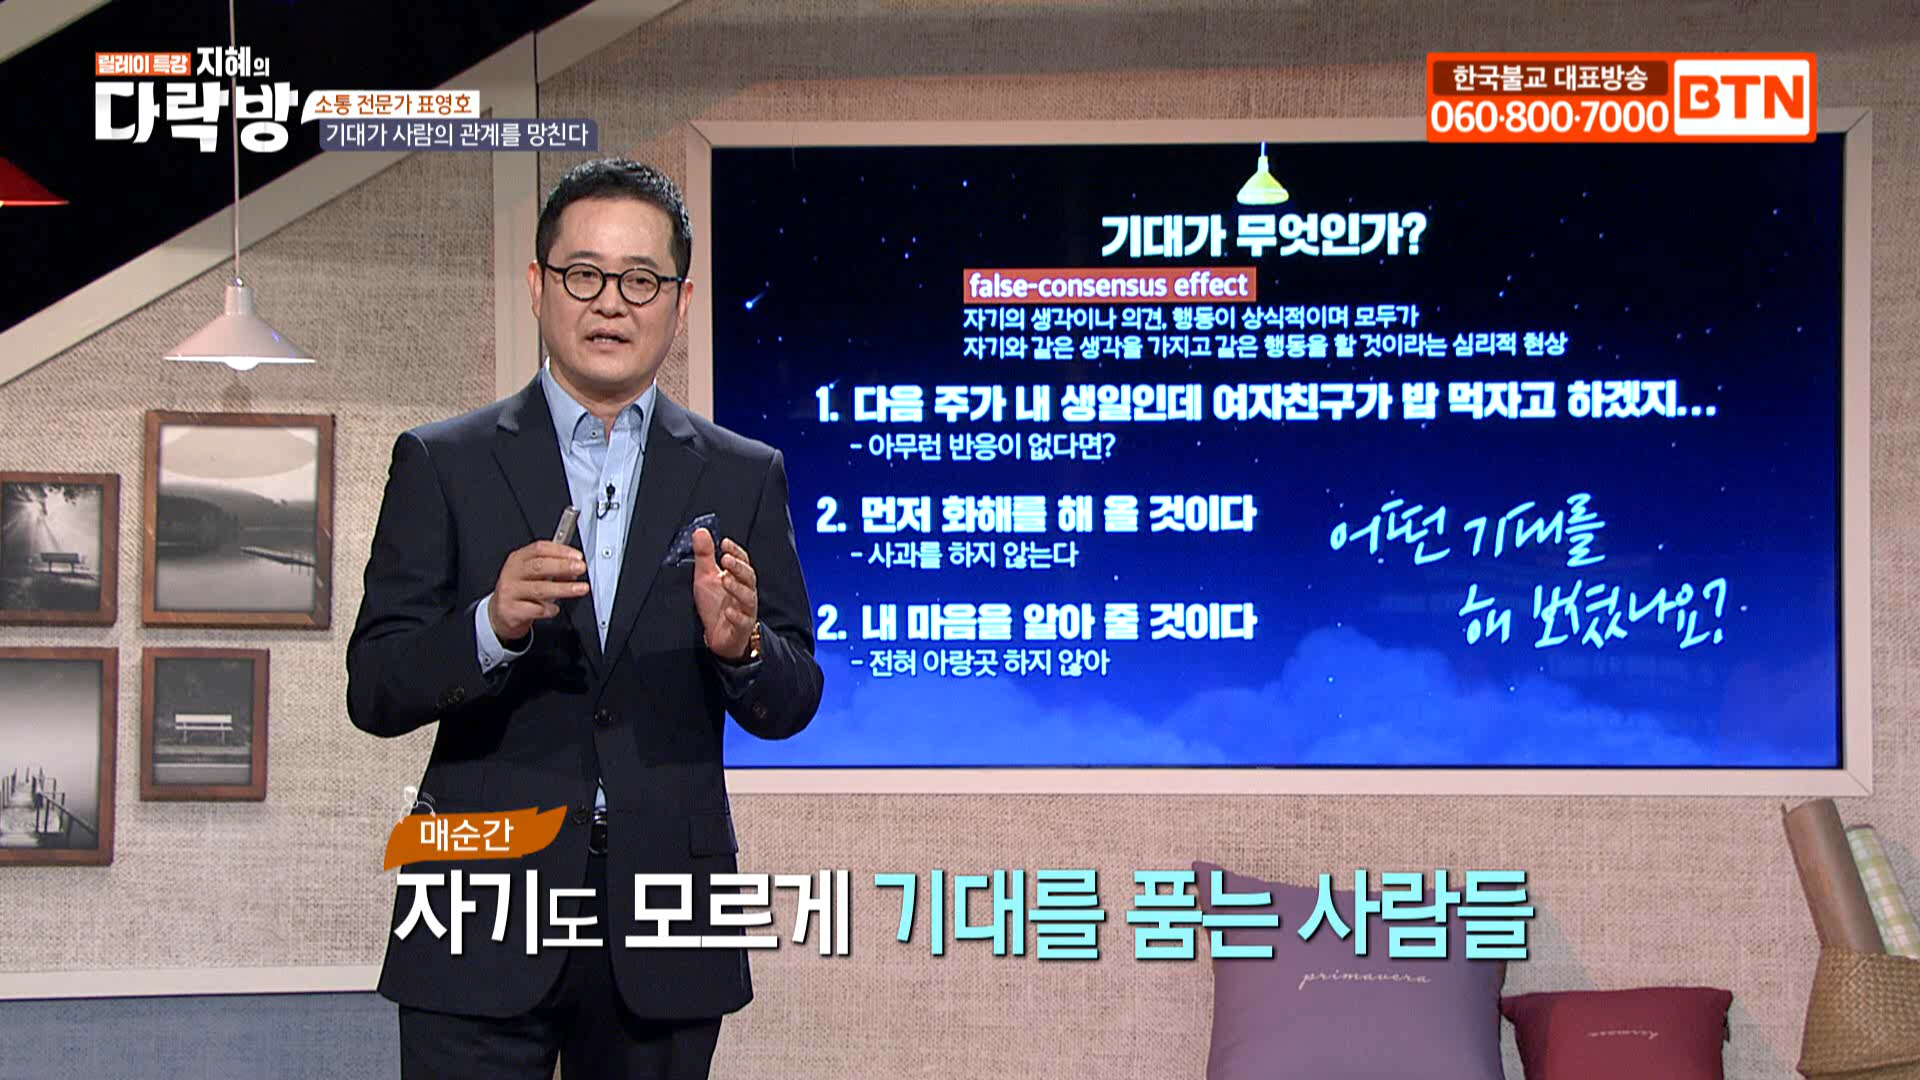 릴레이 특강 지혜의
다락방
소통 전문가 표영호
기대가 사람의 관계를 망친다
한국불교 대표방송
060·800·7000
BTN
기대가 무엇인가?
false-consensus effect
자기의 생각이나 의견, 행동이 상식적이며 모두가
자기와 같은 생각을 가지고 같은 행동을 할 것이라는 심리적 현상
1. 다음 주가 내 생일인데 여자친구가 밥 먹자고 하겠지...
- 아무런 반응이 없다면?
2. 먼저 화해를 해 올 것이다
- 사과를 하지 않는다
2. 내 마음을 알아 줄 것이다
- 전혀 아랑곳 하지 않아
어떤 기대를
해 보셨나요?
매순간
자기도 모르게 기대를 품는 사람들
primavera